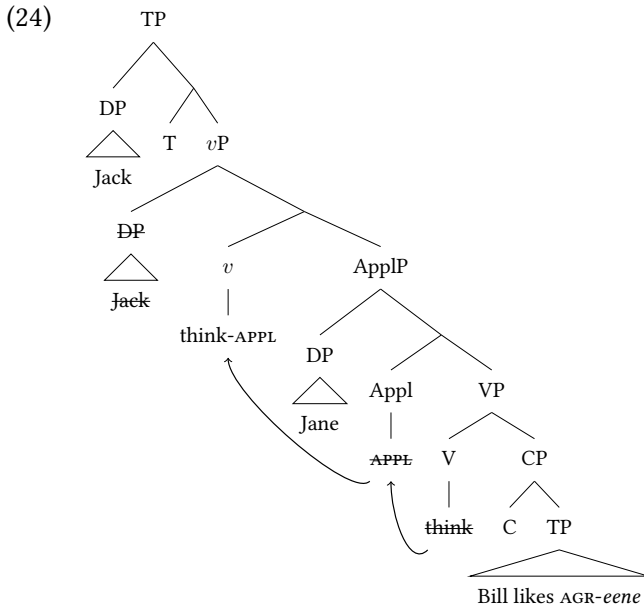 (24)
TP
DP
T
vP
Jack
DP
v
ApplP
Jack
think-APPL
DP
Appl
VP
Jane
APPL
V
CP
think
C
TP
Bill likes AGR-eene